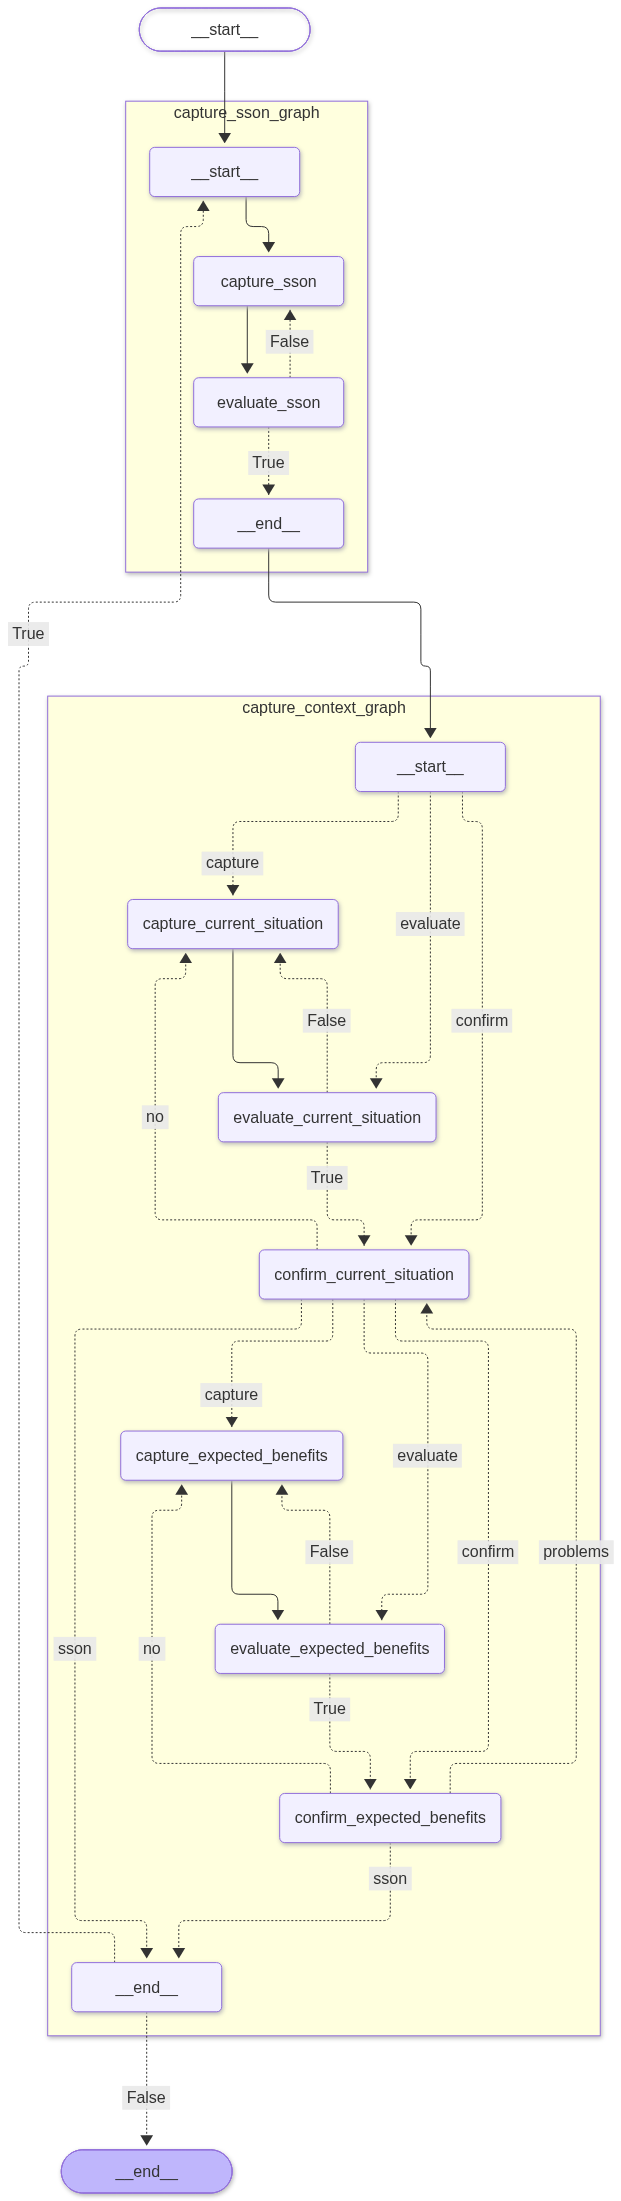 __start__
capture_sson_graph
__start__
capture_sson
False
evaluate_sson
True
__end__
True
capture_context_graph
__start__
capture
capture_current_situation
evaluate
False
confirm
no
evaluate_current_situation
True
confirm_current_situation
capture
capture_expected_benefits
evaluate
False
confirm
problems
sson
no
evaluate_expected_benefits
True
confirm_expected_benefits
sson
__end__
False
__end__